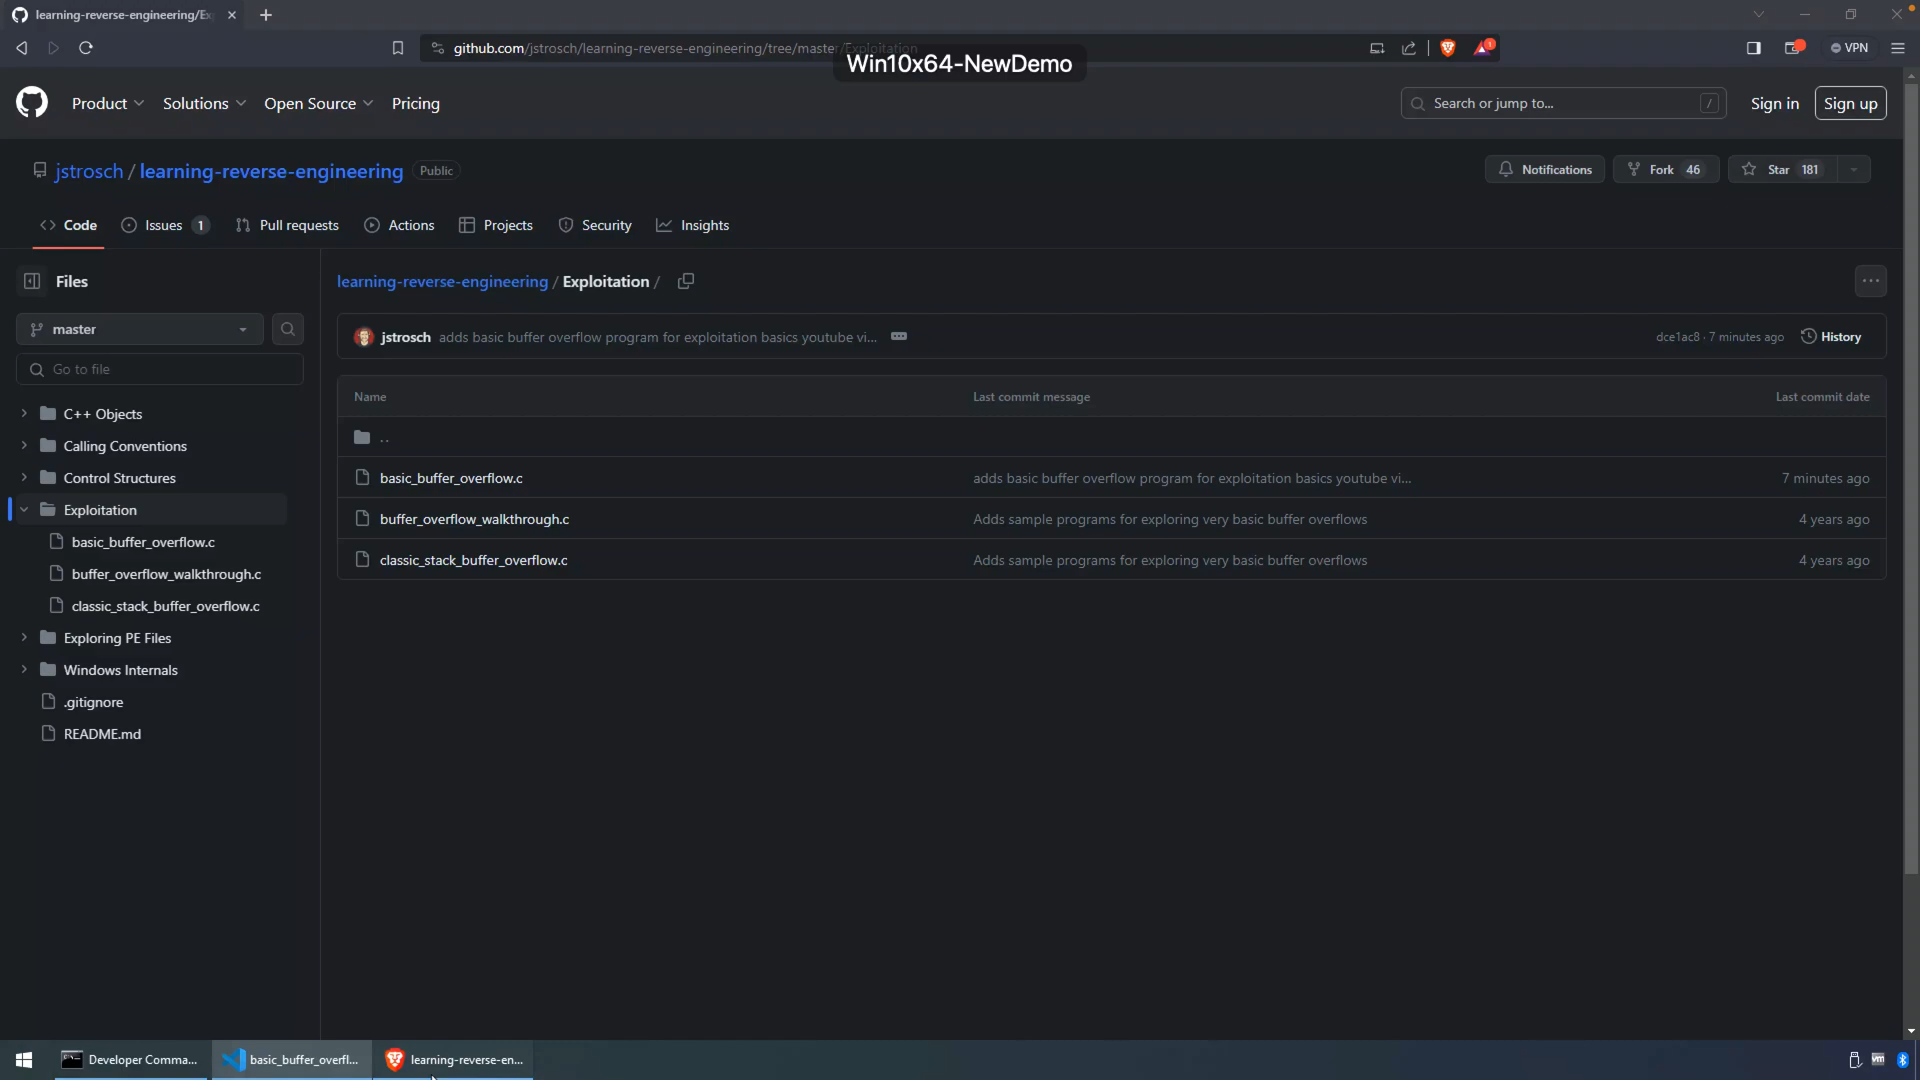 learning-reverse-engineering/Ex
github.com/jstrosch/learning-reverse-engineering/tree/master/Exploitation
1
VPN
Win10x64-NewDemo
Product
Solutions
Open Source
Pricing
Search or jump to...
/
Sign in
Sign up
jstrosch / learning-reverse-engineering
Public
Notifications
Fork 46
Star 181
Code
Issues 1
Pull requests
Actions
Projects
Security
Insights
Files
master
Go to file
C++ Objects
Calling Conventions
Control Structures
Exploitation
basic_buffer_overflow.c
buffer_overflow_walkthrough.c
classic_stack_buffer_overflow.c
Exploring PE Files
Windows Internals
.gitignore
README.md
learning-reverse-engineering / Exploitation /
jstrosch adds basic buffer overflow program for exploitation basics youtube vi...
dce1ac8 · 7 minutes ago
History
Name Last commit message Last commit date
..
basic_buffer_overflow.c adds basic buffer overflow program for exploitation basics youtube vi... 7 minutes ago
buffer_overflow_walkthrough.c Adds sample programs for exploring very basic buffer overflows 4 years ago
classic_stack_buffer_overflow.c Adds sample programs for exploring very basic buffer overflows 4 years ago
Developer Comma...
basic_buffer_overfl...
learning-reverse-en...
vm